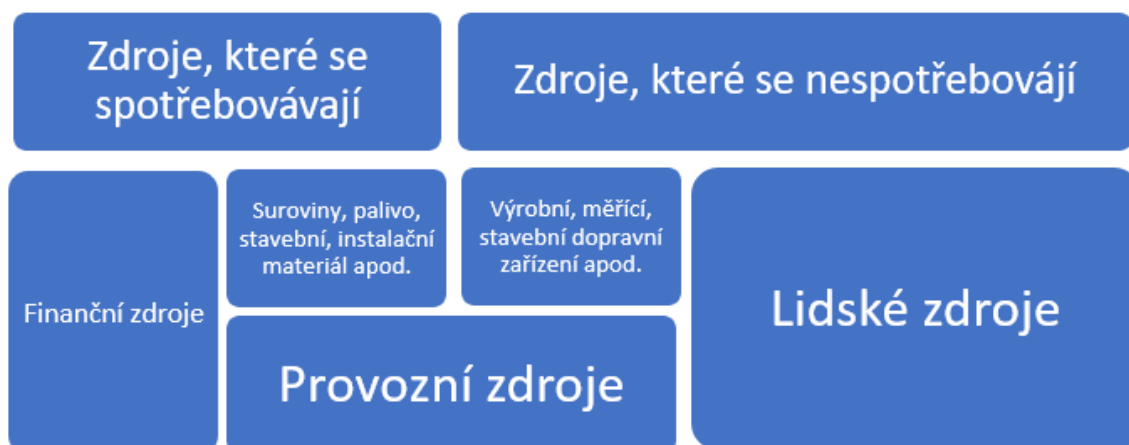 Zdroje, které se
spotřebovávají
Zdroje, které se nespotřebovájí
Finanční zdroje
Suroviny, palivo,
stavební, instalační
materiál apod.
Výrobní, měřící,
stavební dopravní
zařízení apod.
Provozní zdroje
Lidské zdroje